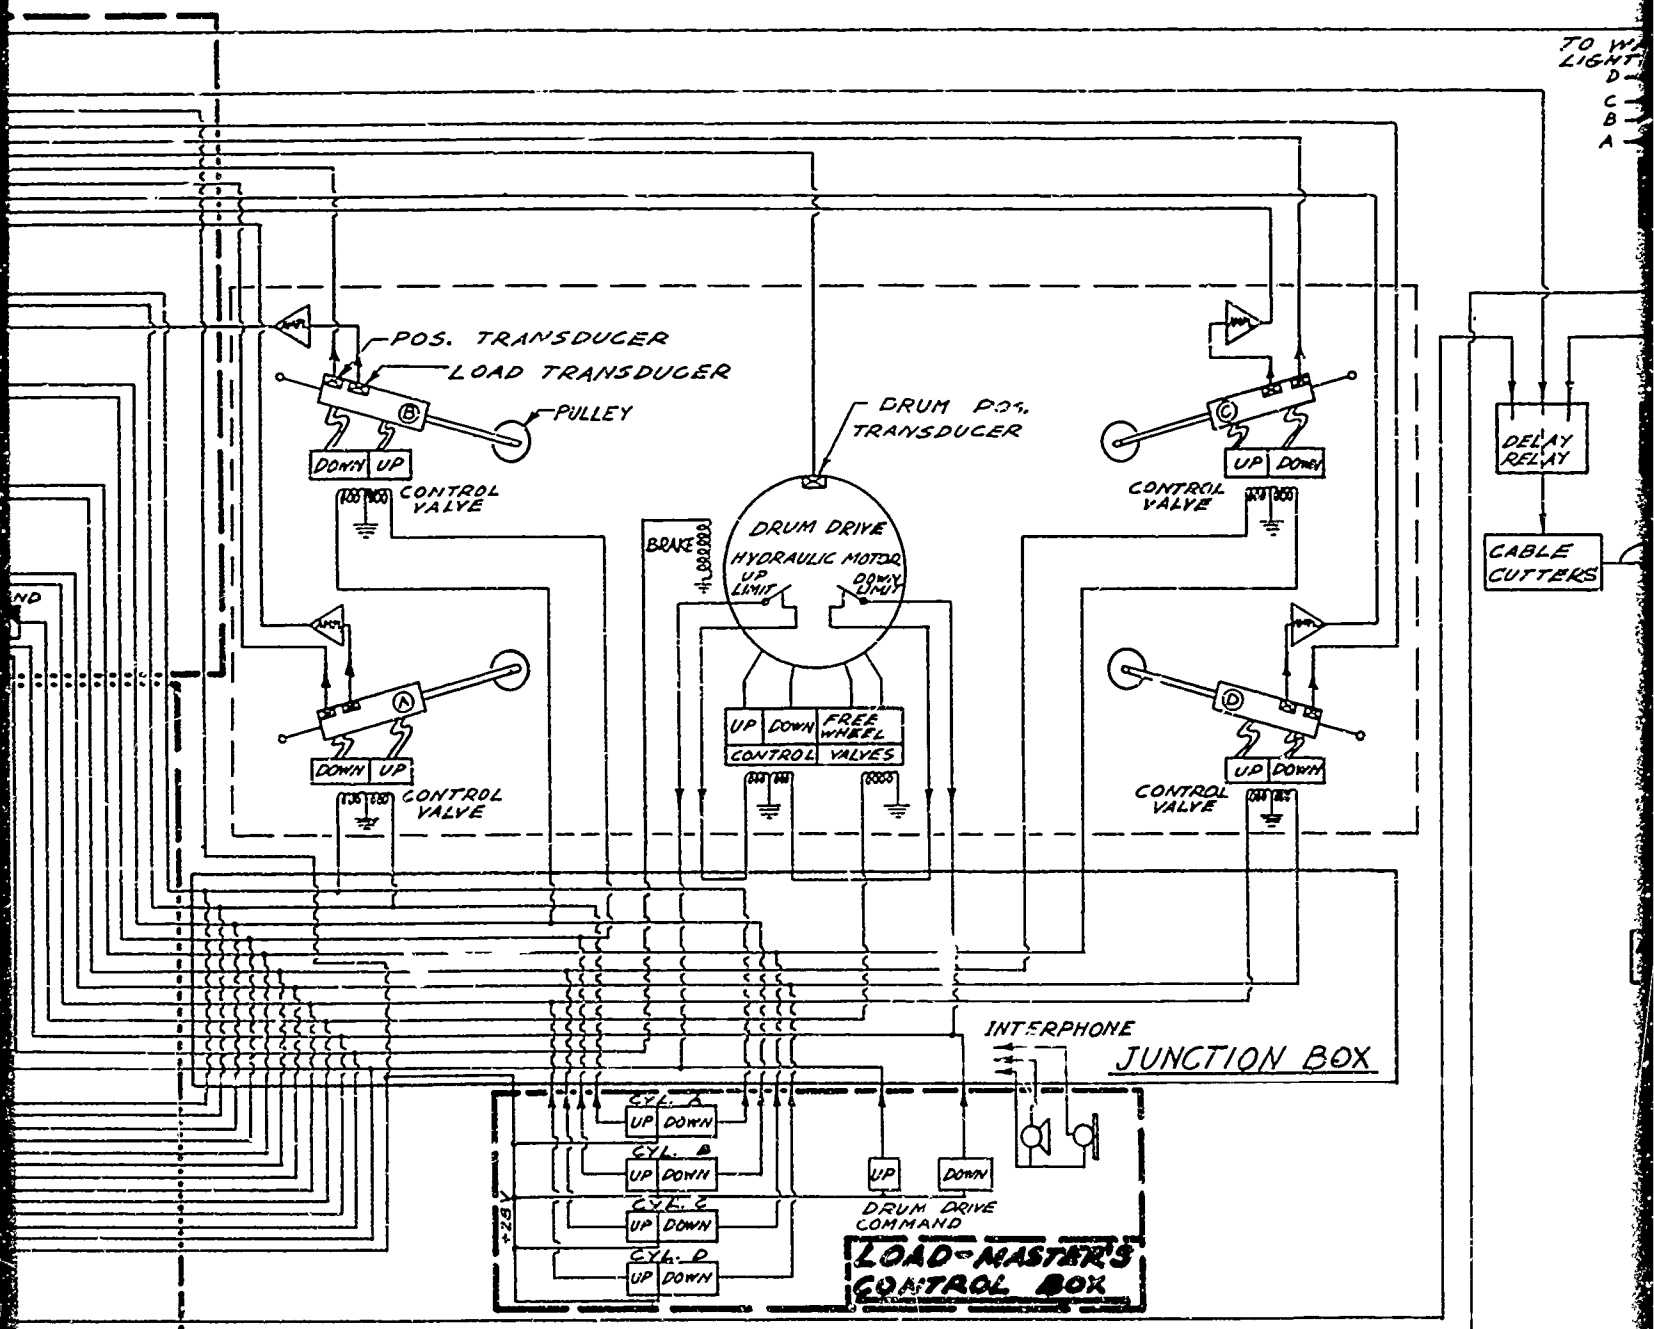 LIGHT
D
C
B
A
AMPL
POS. TRANSDUCER
LOAD TRANSDUCER
B
PULLEY
DOWN UP
CONTROL
VALVE
DRUM POS.
TRANSDUCER
C
UP DOWN
CONTROL
VALVE
DELAY
RELAY
CABLE
CUTTERS
BRAKE
DRUM DRIVE
HYDRAULIC MOTOR
UP
LIMIT
DOWN
LIMIT
A
DOWN UP
CONTROL
VALVE
UP DOWN FREE
WHEEL
CONTROL VALVES
D
UP DOWN
CONTROL
VALVE
INTERPHONE
JUNCTION BOX
CYL. A
UP DOWN
CYL. B
UP DOWN
CYL. C
UP DOWN
CYL. D
UP DOWN
+28V
UP
DOWN
DRUM DRIVE
COMMAND
LOAD-MASTER'S
CONTROL BOX